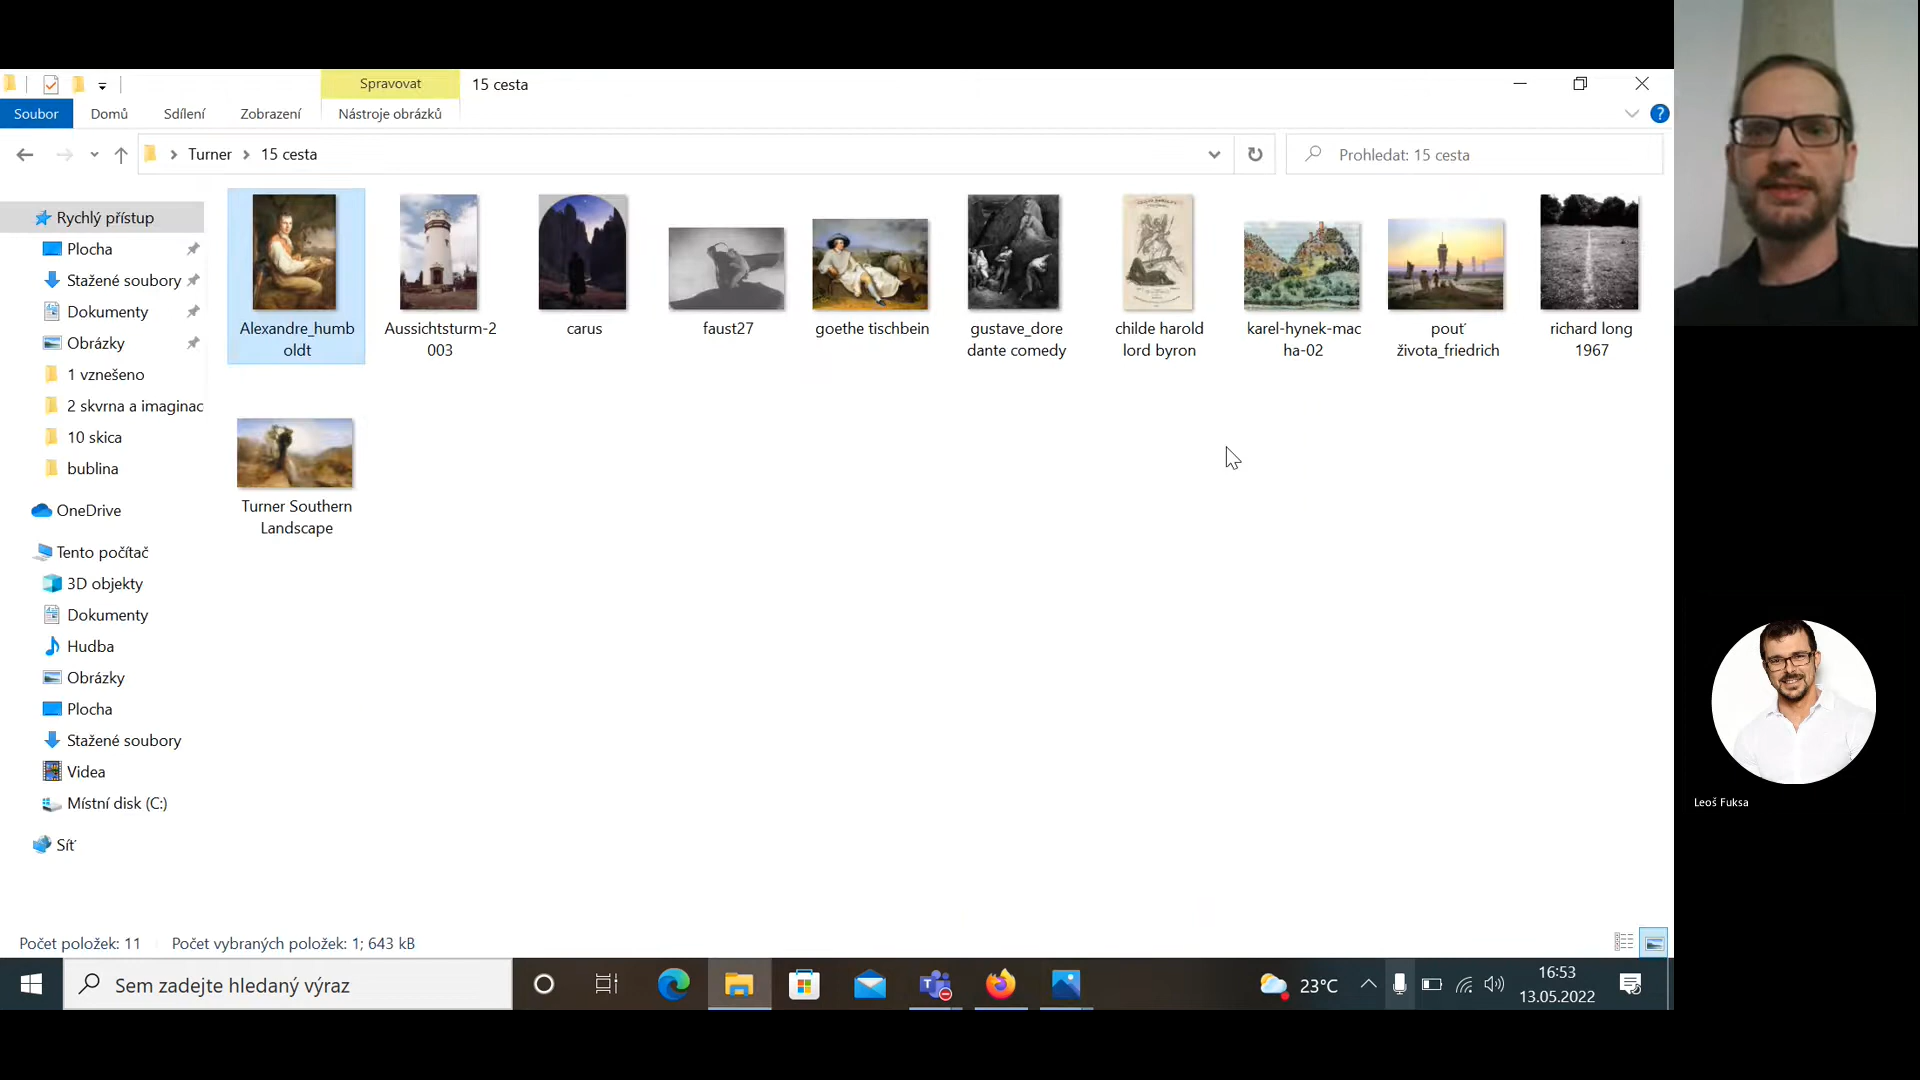 Spravovat
15 cesta
Soubor
Domů
Sdílení
Zobrazení
Nástroje obrázků
Turner
15 cesta
Prohledat: 15 cesta
Rychlý přístup
Plocha
Stažené soubory
Dokumenty
Obrázky
1 vznešeno
2 skvrna a imaginac
10 skica
bublina
OneDrive
Tento počítač
3D objekty
Dokumenty
Hudba
Obrázky
Plocha
Stažené soubory
Videa
Místní disk (C:)
Síť
Alexandre_humb
oldt
Aussichtsturm-2
003
carus
faust27
goethe tischbein
gustave_dore
dante comedy
childe harold
lord byron
karel-hynek-mac
ha-02
pouť
života_friedrich
richard long
1967
Turner Southern
Landscape
Leoš Fuksa
Počet položek: 11
Počet vybraných položek: 1; 643 kB
Sem zadejte hledaný výraz
23°C
16:53
13.05.2022